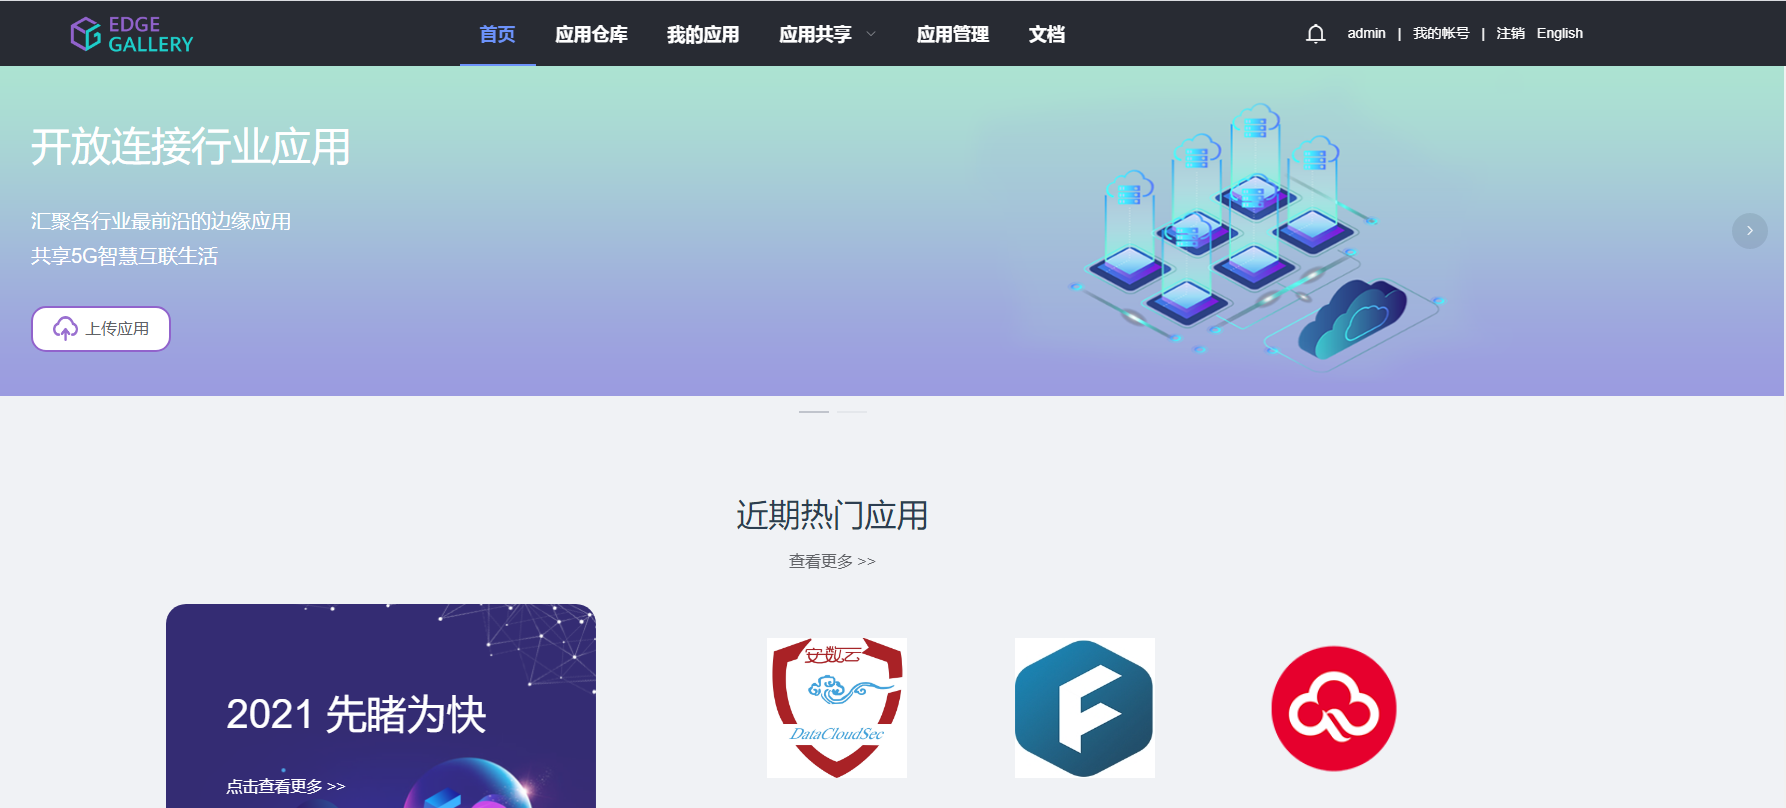 EDGE
GALLERY
首页 应用仓库 我的应用 应用共享 应用管理 文档
admin | 我的帐号 | 注销 English
开放连接行业应用
汇聚各行业最前沿的边缘应用
共享5G智慧互联生活
上传应用
近期热门应用
查看更多 >>
2021 先睹为快
点击查看更多 >>
安数云
DataCloudSec
F